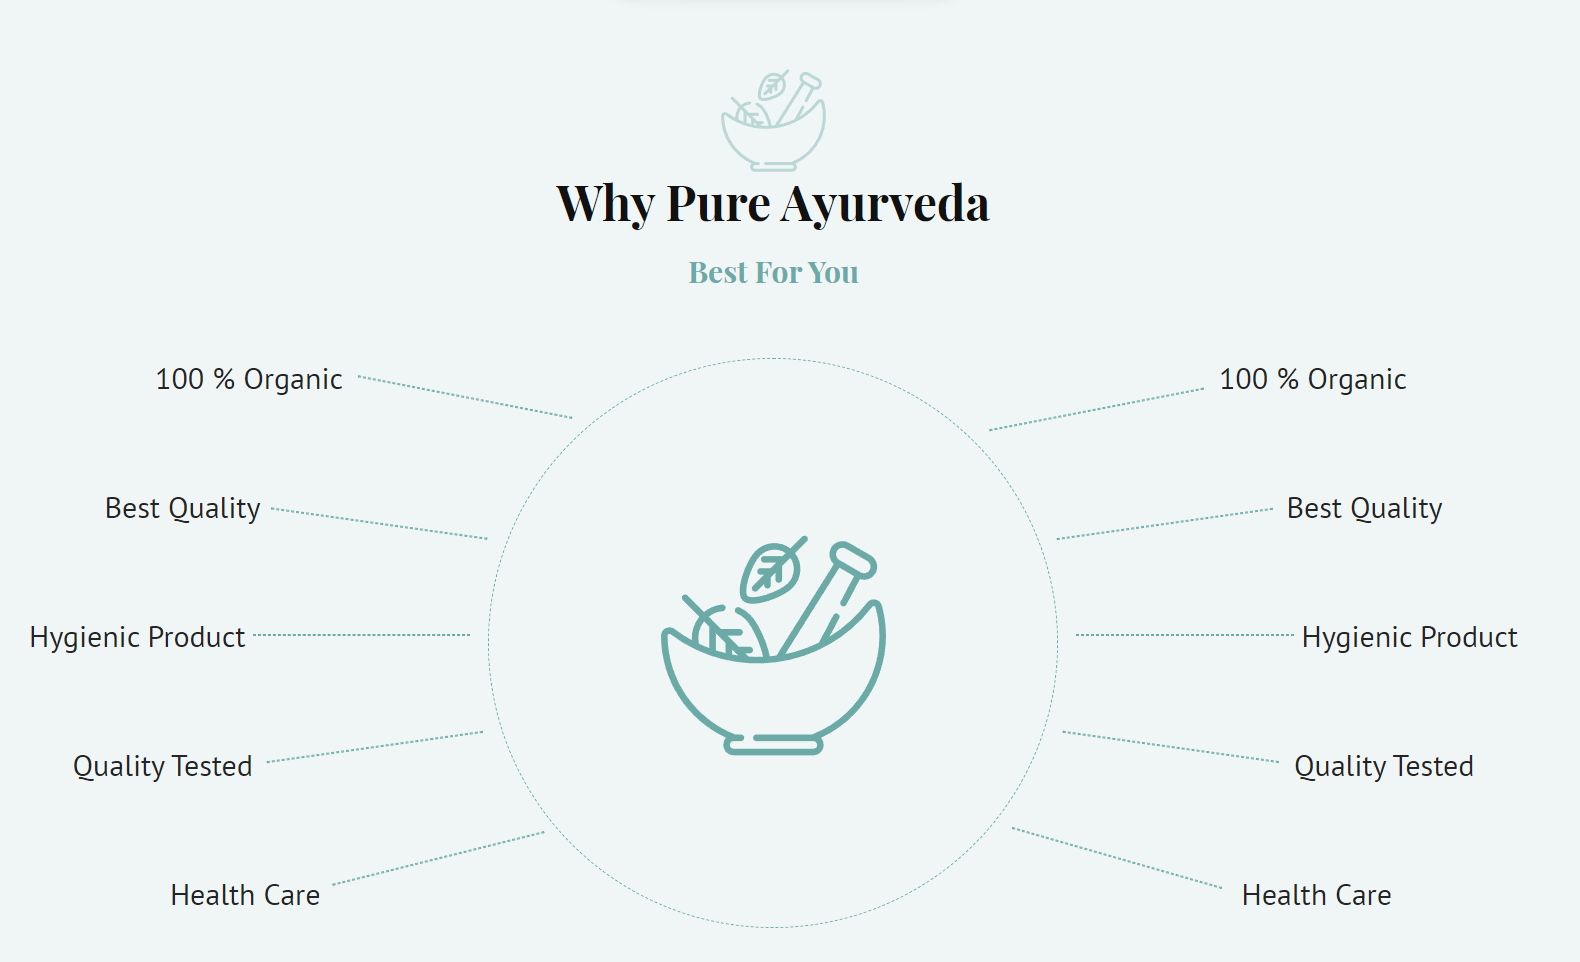 Why Pure Ayurveda
Best For You
100 % Organic
Best Quality
Hygienic Product
Quality Tested
Health Care
100 % Organic
Best Quality
Hygienic Product
Quality Tested
Health Care